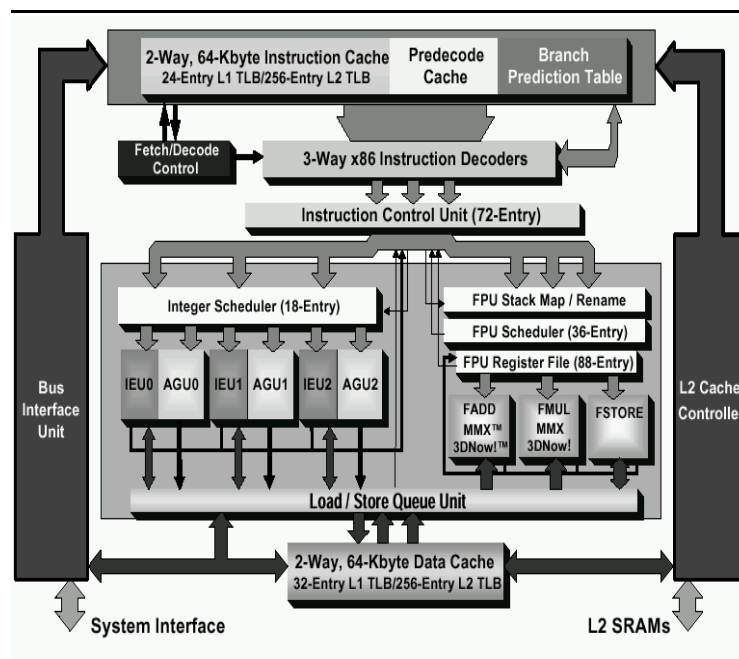 2-Way, 64-Kbyte Instruction Cache
24-Entry L1 TLB/256-Entry L2 TLB
Predecode
Cache
Branch
Prediction Table
Fetch/Decode
Control
3-Way x86 Instruction Decoders
Instruction Control Unit (72-Entry)
Integer Scheduler (18-Entry)
FPU Stack Map / Rename
FPU Scheduler (36-Entry)
FPU Register File (88-Entry)
Bus
Interface
Unit
IEU0
AGU0
IEU1
AGU1
IEU2
AGU2
FADD
MMX™
3DNow!™
FMUL
MMX
3DNow!
FSTORE
L2 Cache
Controller
Load / Store Queue Unit
2-Way, 64-Kbyte Data Cache
32-Entry L1 TLB/256-Entry L2 TLB
System Interface
L2 SRAMs